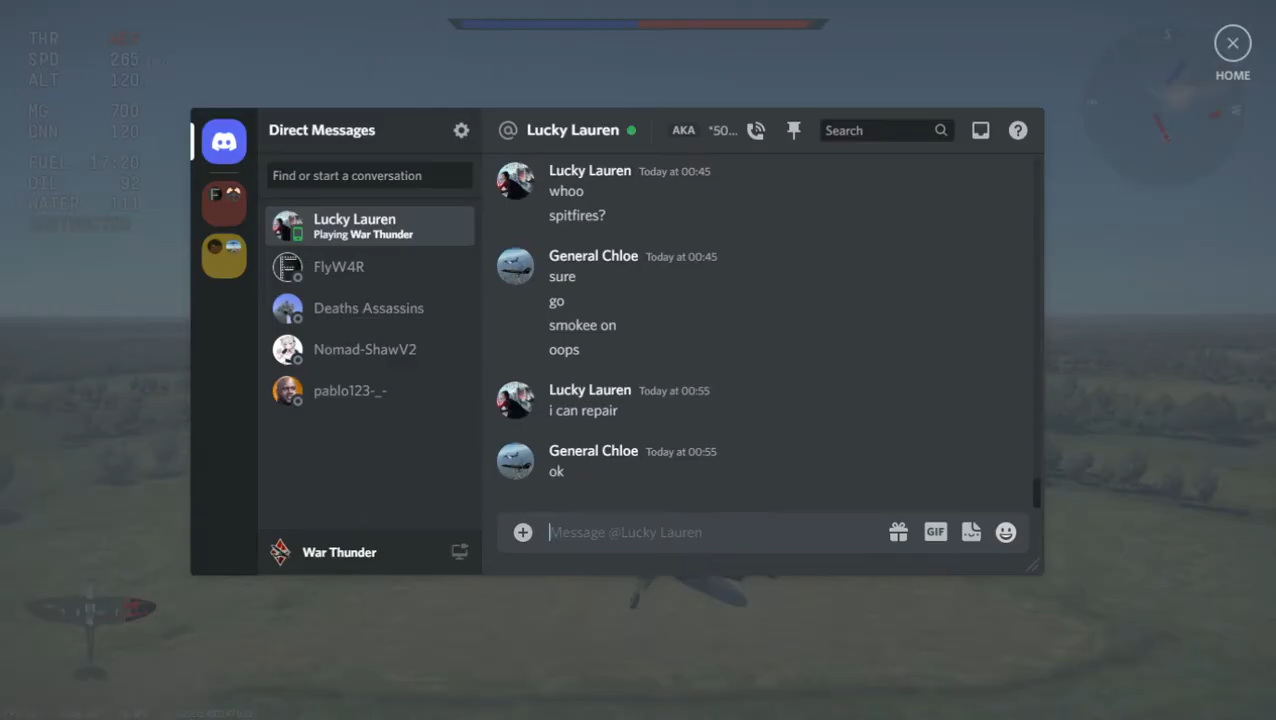 THR
SPD 265
ALT 120
MG 700
CNN 120
FUEL 17:20
OIL 92
WATER 111
S
W
HOME
Direct Messages
Find or start a conversation
Lucky Lauren
Playing War Thunder
FlyW4R
Deaths Assassins
Nomad-ShawV2
pablo123-_-
War Thunder
@ Lucky Lauren
AKA *50...
Search
Lucky Lauren Today at 00:45
whoo
spitfires?
General Chloe Today at 00:45
sure
go
smokee on
oops
Lucky Lauren Today at 00:55
i can repair
General Chloe Today at 00:55
ok
Message @Lucky Lauren
GIF